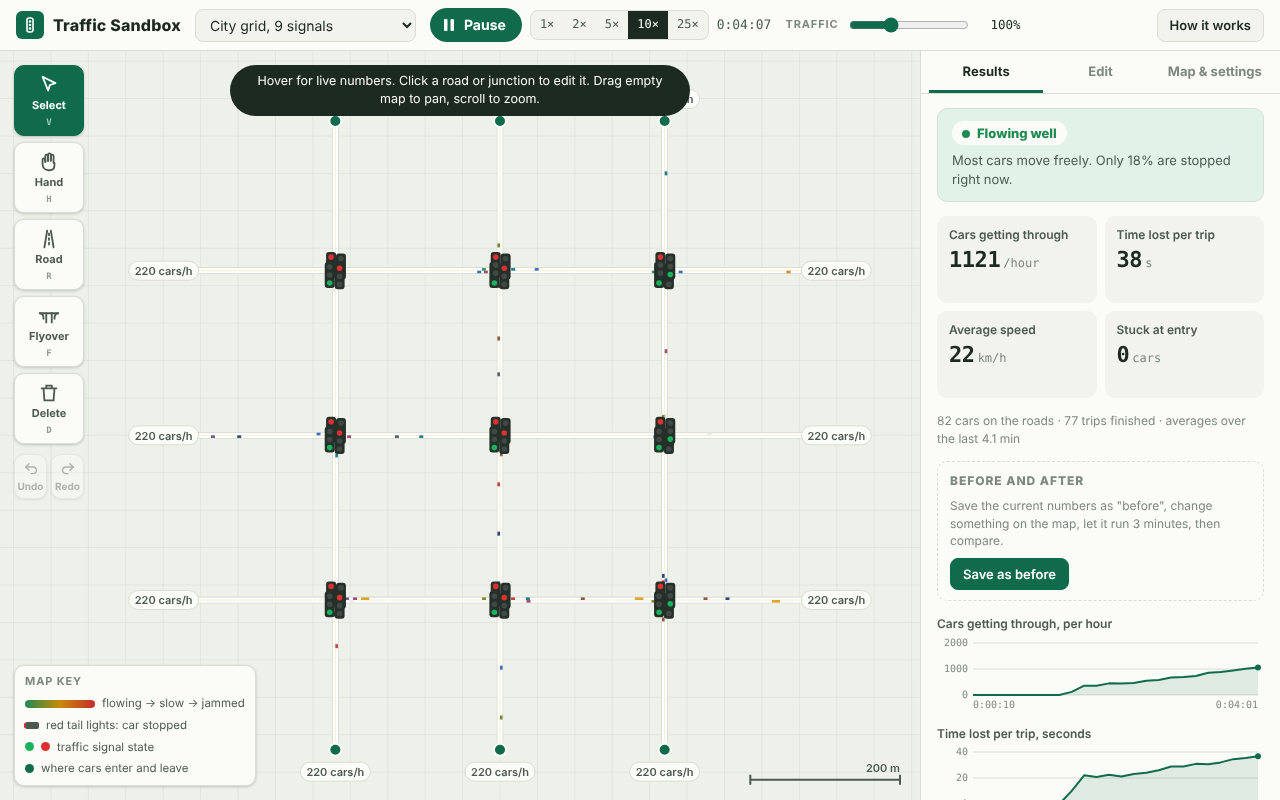 Traffic Sandbox
City grid, 9 signals
Pause
1× 2× 5× 10× 25×
0:04:07
TRAFFIC
100%
How it works
Select
V
Hand
H
Road
R
Flyover
F
Delete
D
Undo
Redo
Hover for live numbers. Click a road or junction to edit it. Drag empty
map to pan, scroll to zoom.
220 cars/h
220 cars/h
220 cars/h
220 cars/h
220 cars/h
220 cars/h
220 cars/h
220 cars/h
220 cars/h
200 m
MAP KEY
flowing → slow → jammed
red tail lights: car stopped
traffic signal state
where cars enter and leave
Results
Edit
Map & settings
Flowing well
Most cars move freely. Only 18% are stopped
right now.
Cars getting through
1121 /hour
Time lost per trip
38 s
Average speed
22 km/h
Stuck at entry
0 cars
82 cars on the roads · 77 trips finished · averages over
the last 4.1 min
BEFORE AND AFTER
Save the current numbers as "before", change
something on the map, let it run 3 minutes, then
compare.
Save as before
Cars getting through, per hour
2000
1000
0
0:00:10
0:04:01
Time lost per trip, seconds
40
20